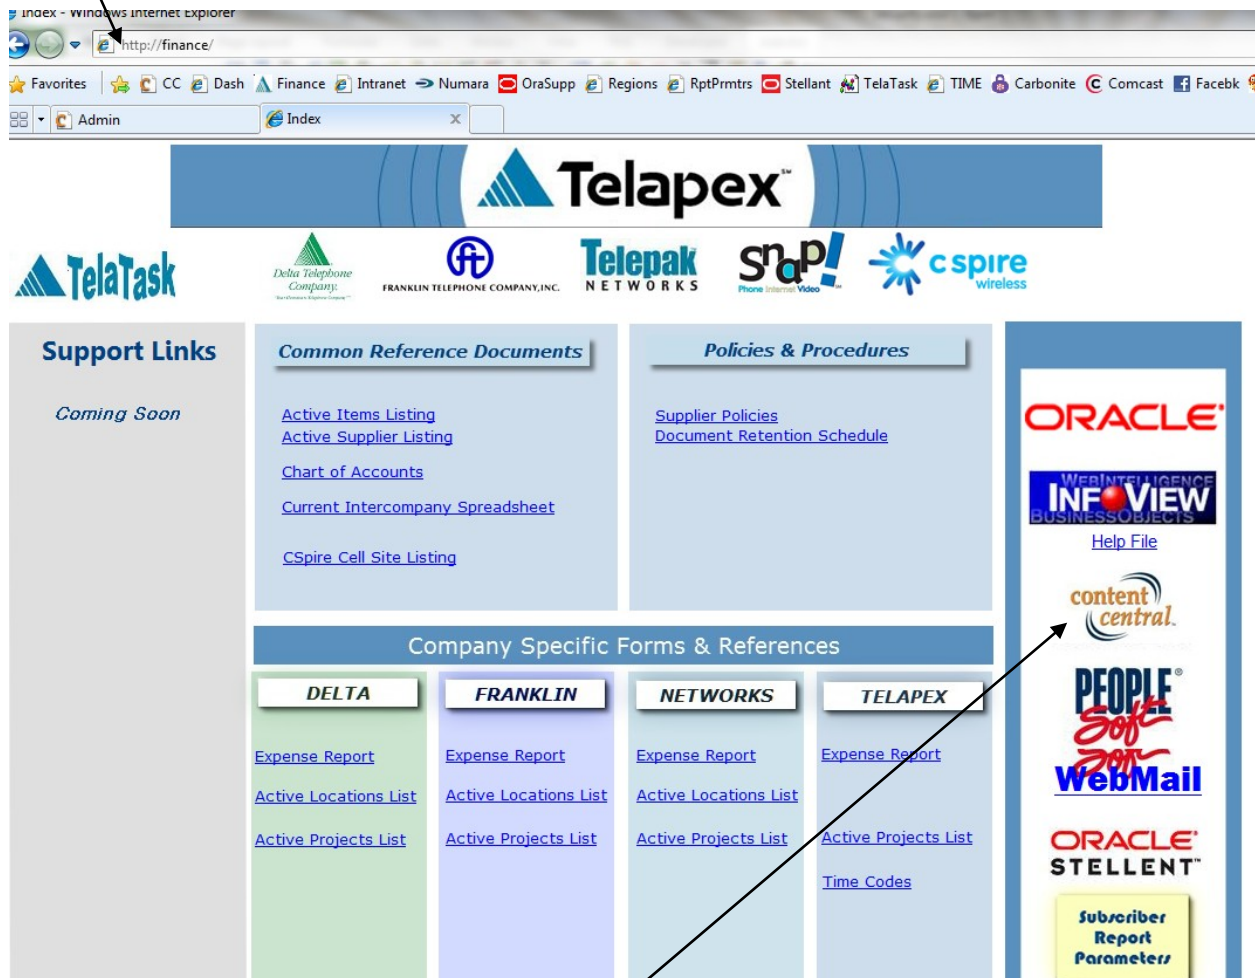 Index - Windows Internet Explorer
http://finance/
Favorites CC Dash Finance Intranet Numara OraSupp Regions RptPrmtrs Stellant TelaTask TIME Carbonite Comcast Facebk
Admin Index x
Telapex SM
TelaTask
Delta Telephone Company.
FRANKLIN TELEPHONE COMPANY, INC.
Telepak NETWORKS
Snap! Phone Internet Video
c spire wireless
Support Links
Coming Soon
Common Reference Documents
Active Items Listing
Active Supplier Listing
Chart of Accounts
Current Intercompany Spreadsheet
CSpire Cell Site Listing
Policies & Procedures
Supplier Policies
Document Retention Schedule
Company Specific Forms & References
DELTA
Expense Report
Active Locations List
Active Projects List
FRANKLIN
Expense Report
Active Locations List
Active Projects List
NETWORKS
Expense Report
Active Locations List
Active Projects List
TELAPEX
Expense Report
Active Projects List
Time Codes
ORACLE
WEBINTELLIGENCE
INFOVIEW
BUSINESSOBJECTS
Help File
content
central
PEOPLE
Soft
WebMail
ORACLE
STELLENT
Subscriber
Report
Parameters